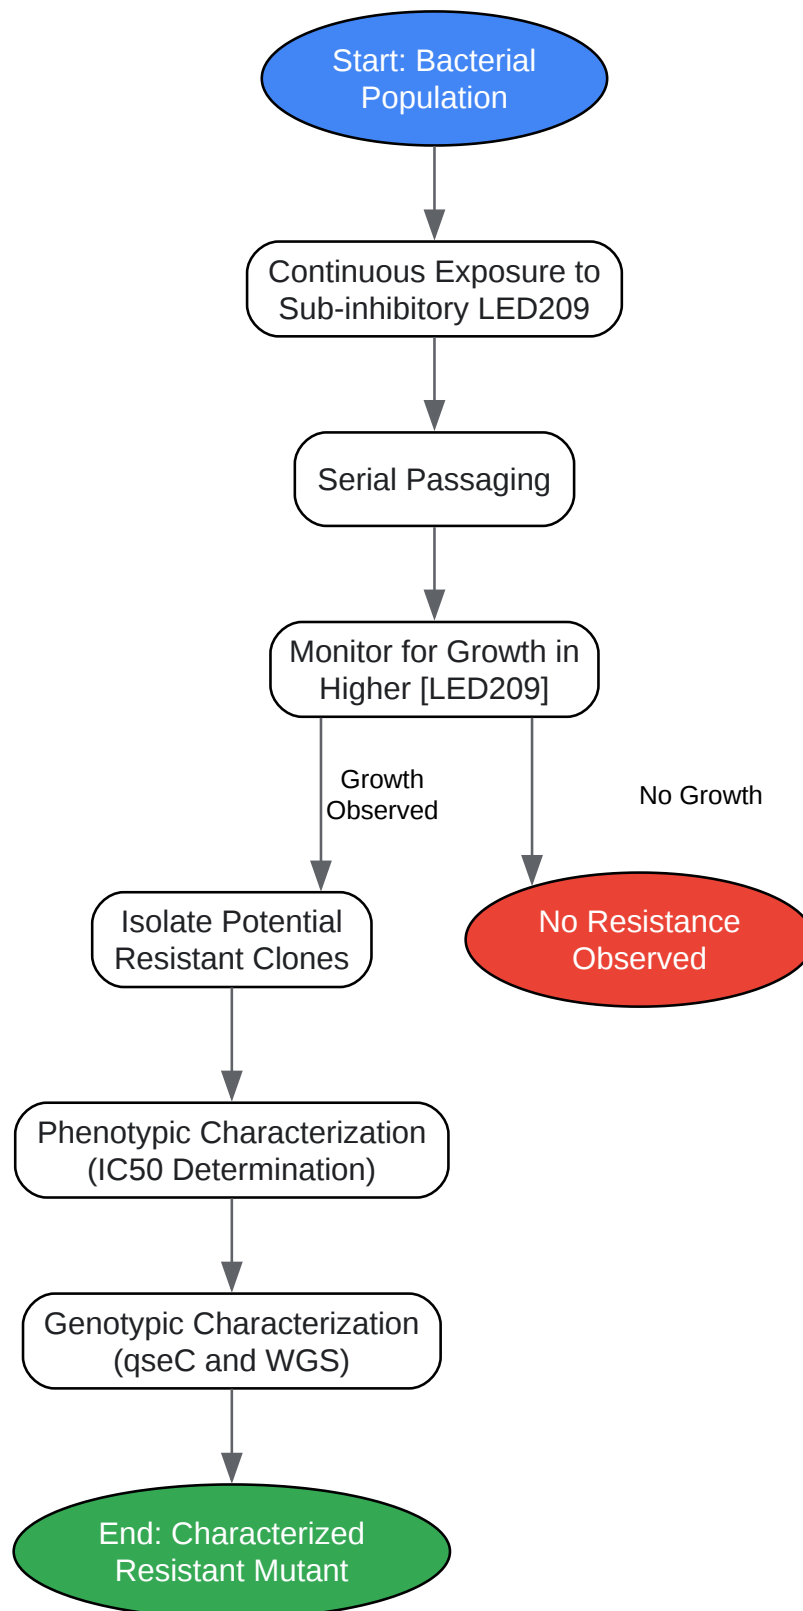 Start: Bacterial
Population
Continuous Exposure to
Sub-inhibitory LED209
Serial Passaging
Monitor for Growth in
Higher [LED209]
Growth
Observed
No Growth
Isolate Potential
Resistant Clones
No Resistance
Observed
Phenotypic Characterization
(IC50 Determination)
Genotypic Characterization
(qseC and WGS)
End: Characterized
Resistant Mutant